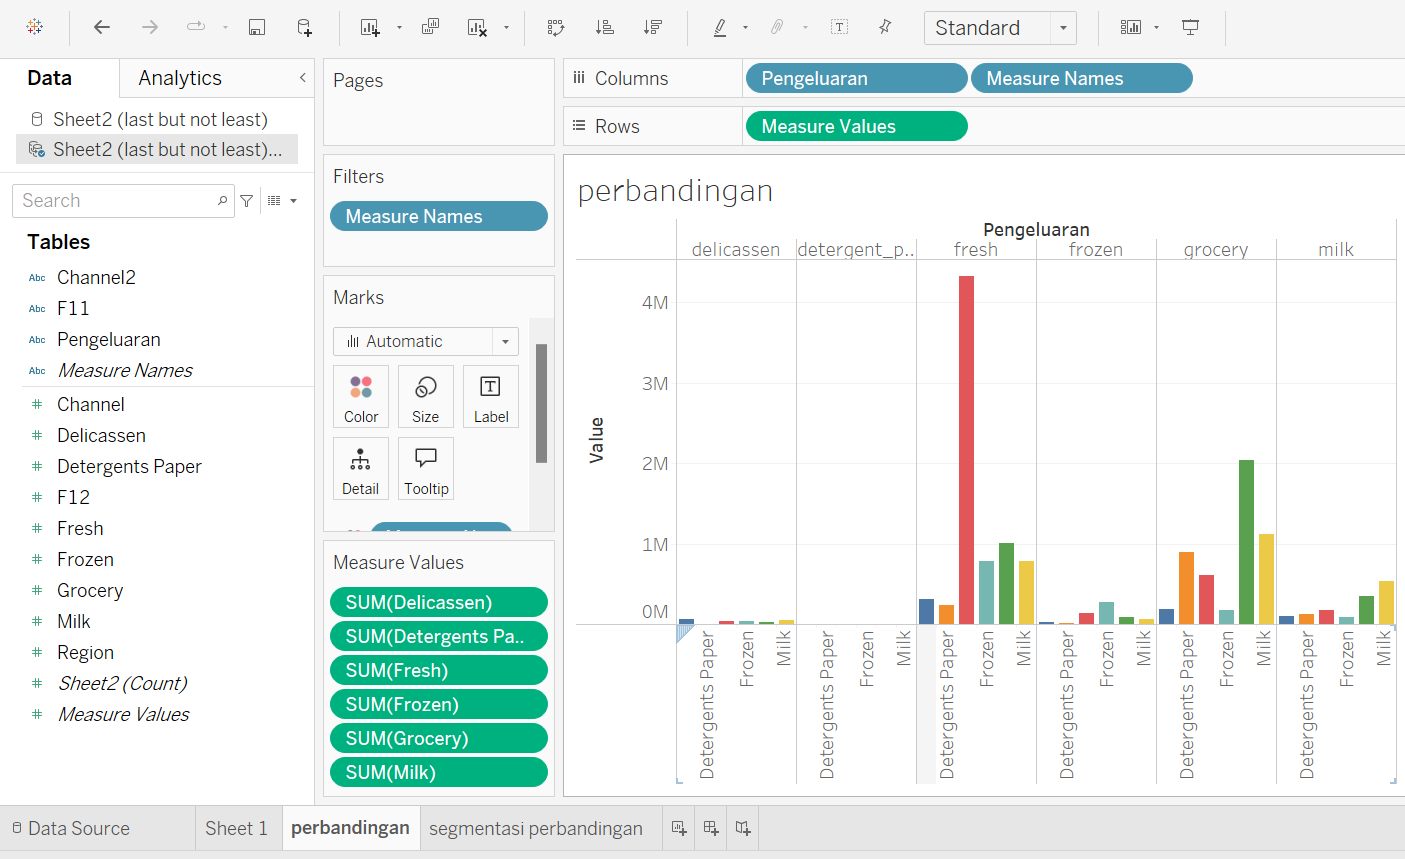 Standard
Data
Analytics
Sheet2 (last but not least)
Sheet2 (last but not least)...
Search
Tables
Abc Channel2
Abc F11
Abc Pengeluaran
Abc Measure Names
# Channel
# Delicassen
# Detergents Paper
# F12
# Fresh
# Frozen
# Grocery
# Milk
# Region
# Sheet2 (Count)
# Measure Values
Pages
Filters
Measure Names
Marks
Automatic
Color
Size
Label
Detail
Tooltip
Measure Values
SUM(Delicassen)
SUM(Detergents Pa..
SUM(Fresh)
SUM(Frozen)
SUM(Grocery)
SUM(Milk)
Columns
Pengeluaran
Measure Names
Rows
Measure Values
perbandingan
Pengeluaran
delicassen
detergent_p..
fresh
frozen
grocery
milk
Value
4M
3M
2M
1M
0M
Detergents Paper
Frozen
Milk
Detergents Paper
Frozen
Milk
Detergents Paper
Frozen
Milk
Detergents Paper
Frozen
Milk
Detergents Paper
Frozen
Milk
Detergents Paper
Frozen
Milk
Data Source
Sheet 1
perbandingan
segmentasi perbandingan